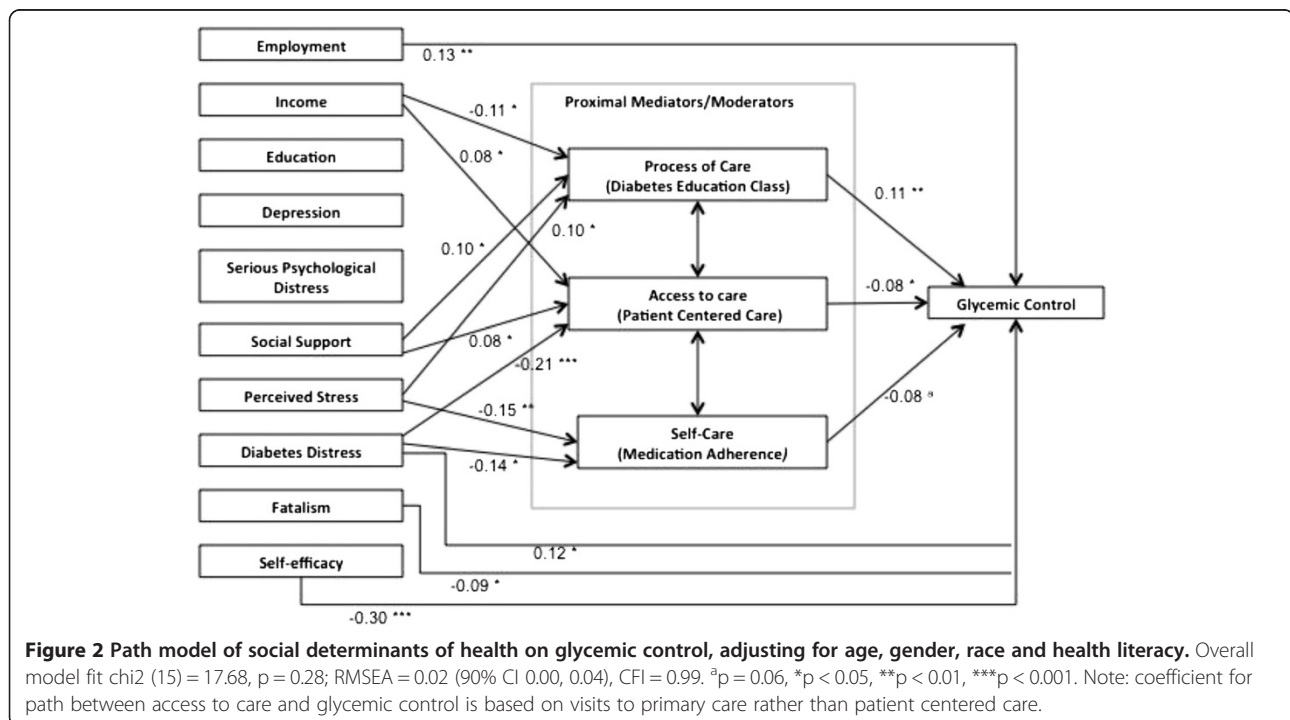 Employment
0.13 **
Income
-0.11 *
Proximal Mediators/Moderators
Education
0.08 *
Process of Care
(Diabetes Education Class)
0.11 **
Depression
0.10 *
0.10 *
Serious Psychological
Distress
Access to care
(Patient Centered Care)
-0.08 *
Glycemic Control
Social Support
0.08 *
-0.21 ***
Perceived Stress
-0.15 **
-0.08 a
Self-Care
(Medication Adherence)
Diabetes Distress
-0.14 *
Fatalism
0.12 *
Self-efficacy
-0.09 *
-0.30 ***
Figure 2 Path model of social determinants of health on glycemic control, adjusting for age, gender, race and health literacy. Overall
model fit chi2 (15) = 17.68, p = 0.28; RMSEA = 0.02 (90% CI 0.00, 0.04), CFI = 0.99. ᵃp = 0.06, *p < 0.05, **p < 0.01, ***p < 0.001. Note: coefficient for
path between access to care and glycemic control is based on visits to primary care rather than patient centered care.